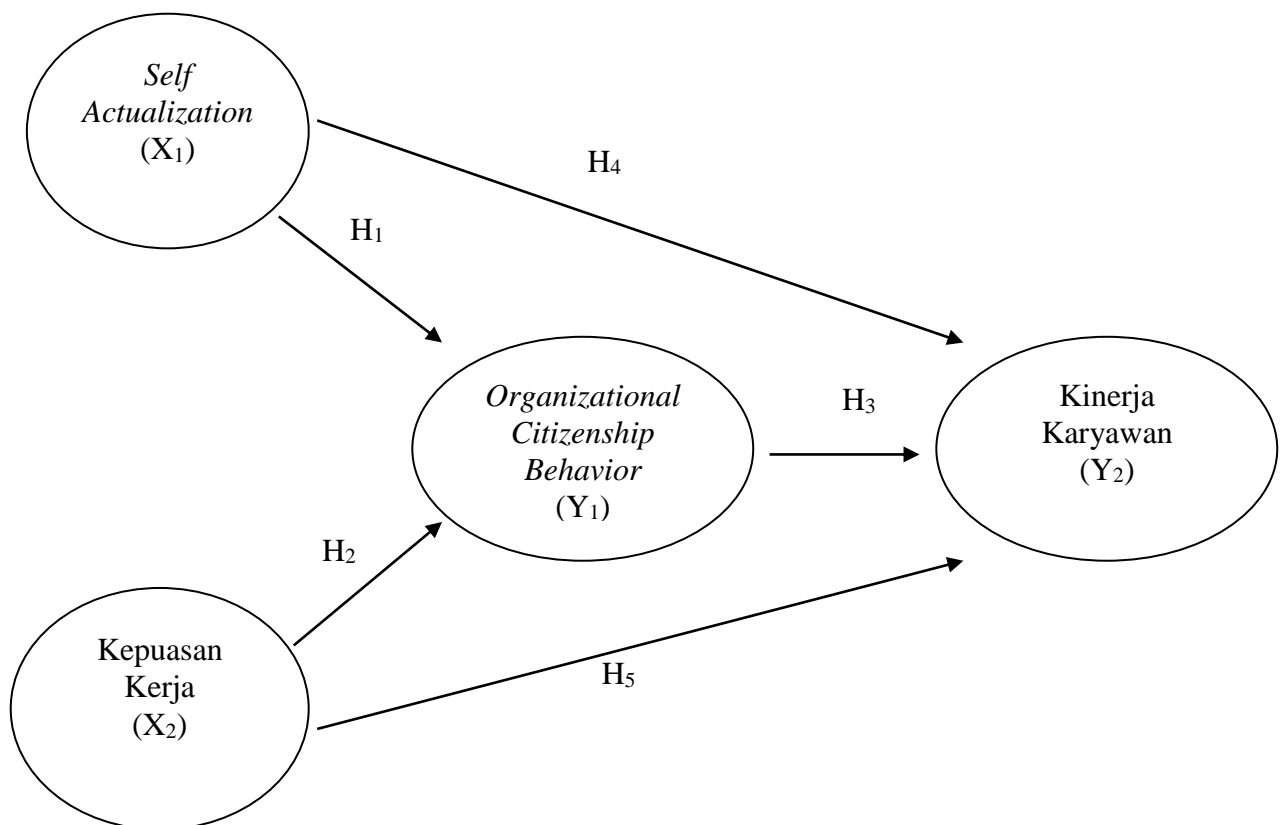 Self
Actualization
(X₁)
H₄
H₁
Organizational
Citizenship
Behavior
(Y₁)
H₃
Kinerja
Karyawan
(Y₂)
H₂
Kepuasan
Kerja
(X₂)
H₅